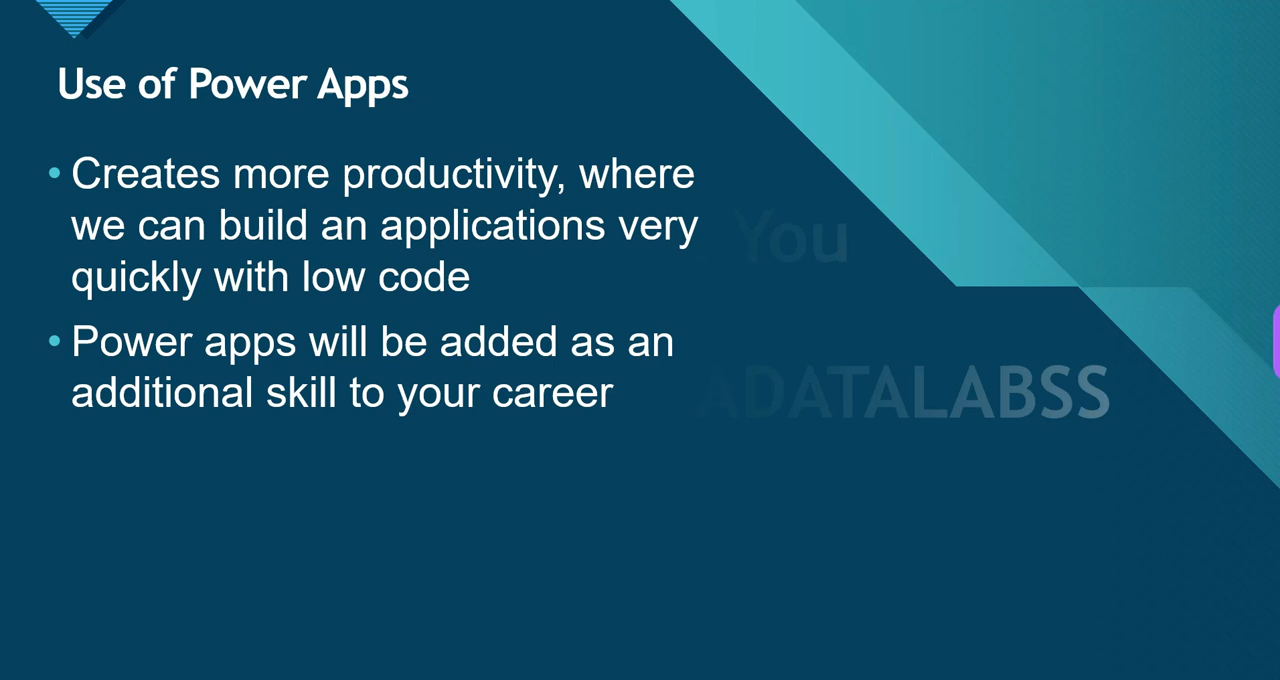 Use of Power Apps
• Creates more productivity, where
we can build an applications very
quickly with low code
You
• Power apps will be added as an
additional skill to your career
ADATALABSS